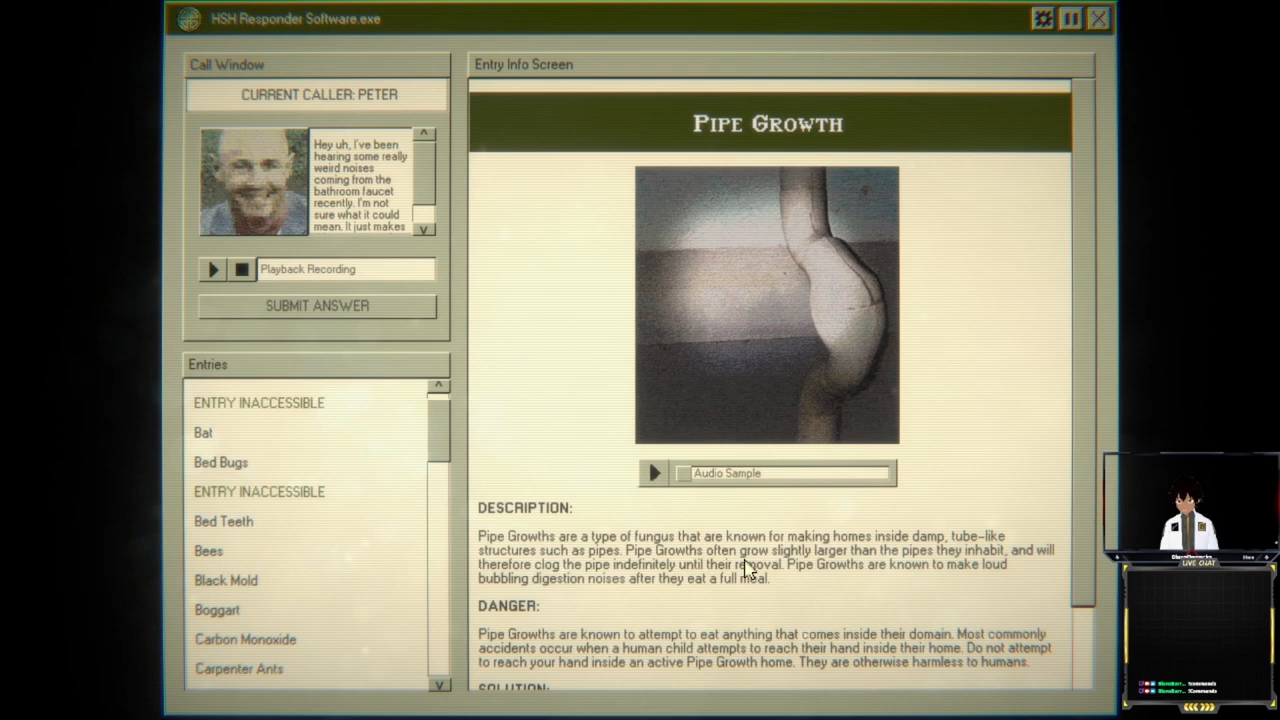 HSH Responder Software.exe
Call Window
CURRENT CALLER: PETER
Hey uh, I've been
hearing some really
weird noises
coming from the
bathroom faucet
recently. I'm not
sure what it could
mean. It just makes
Playback Recording
SUBMIT ANSWER
Entries
ENTRY INACCESSIBLE
Bat
Bed Bugs
ENTRY INACCESSIBLE
Bed Teeth
Bees
Black Mold
Boggart
Carbon Monoxide
Carpenter Ants
Entry Info Screen
PIPE GROWTH
Audio Sample
DESCRIPTION:
Pipe Growths are a type of fungus that are known for making homes inside damp, tube-like
structures such as pipes. Pipe Growths often grow slightly larger than the pipes they inhabit, and will
therefore clog the pipe indefinitely until their removal. Pipe Growths are known to make loud
bubbling digestion noises after they eat a full meal.
DANGER:
Pipe Growths are known to attempt to eat anything that comes inside their domain. Most commonly
accidents occur when a human child attempts to reach their hand inside their home. Do not attempt
to reach your hand inside an active Pipe Growth home. They are otherwise harmless to humans.
SOLUTION:
LIVE CHAT